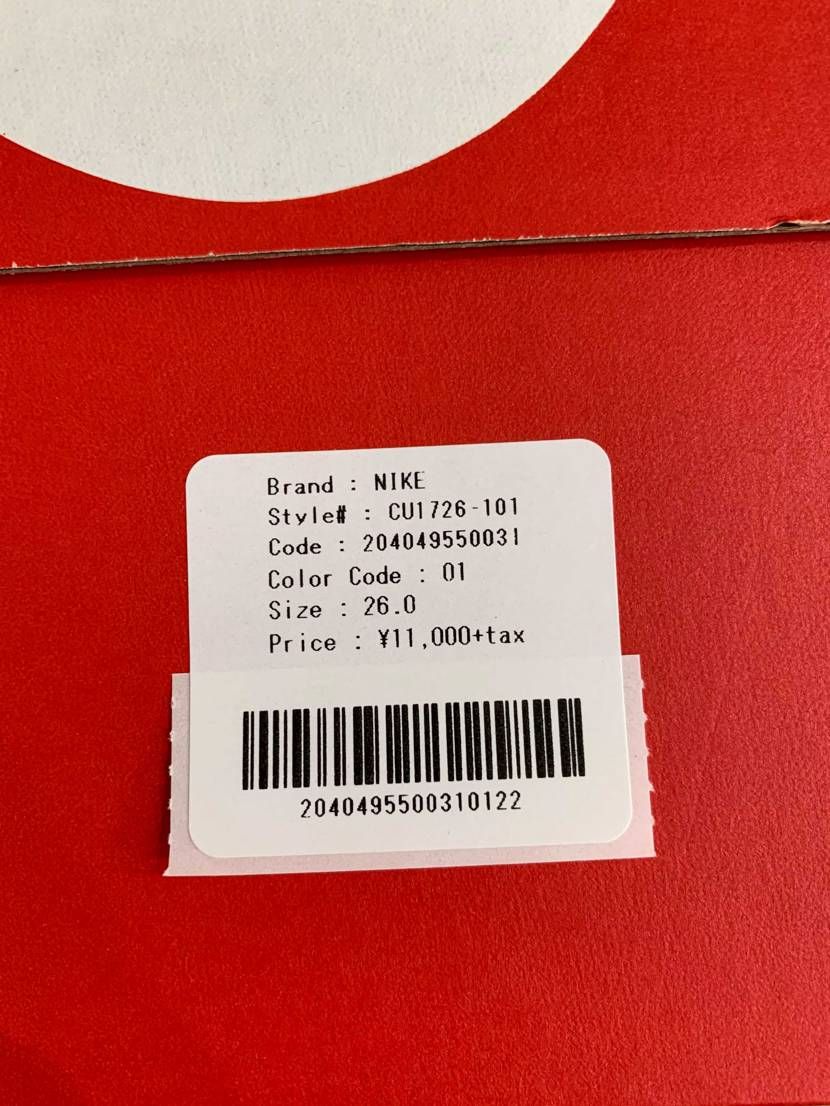 Brand : NIKE
Style# : CU1726-101
Code : 204049550031
Color Code : 01
Size : 26.0
Price : ¥11,000+tax
2040495500310122